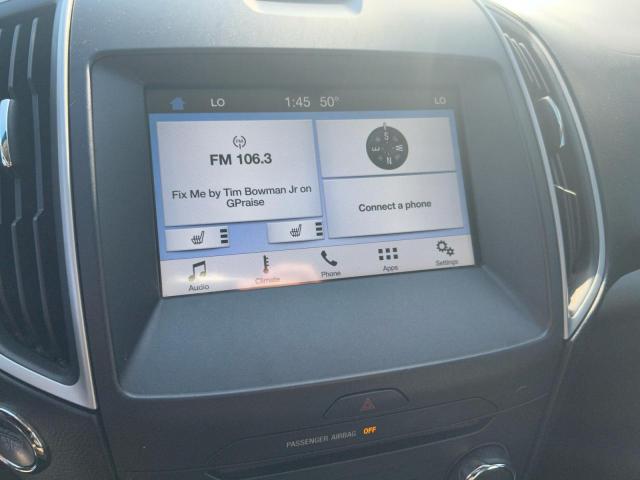 LO 1:45 50° LO
FM
FM 106.3
Fix Me by Tim Bowman Jr on
GPraise
S
E W
N
Connect a phone
Audio Climate Phone Apps Settings
PASSENGER AIRBAG OFF